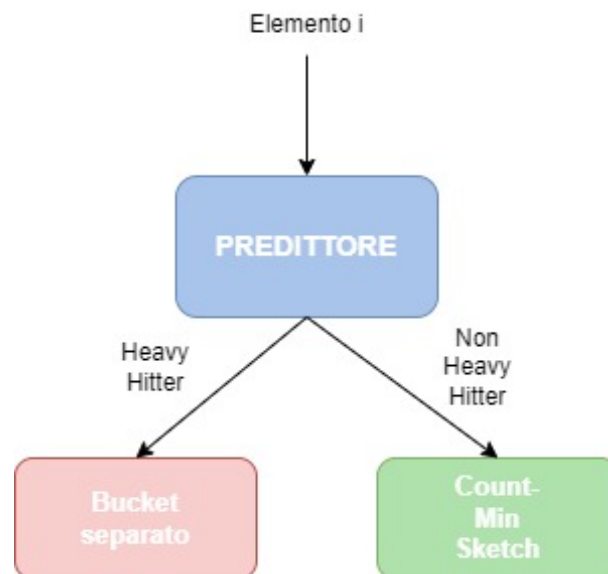 Elemento i
PREDITTORE
Heavy
Hitter
Non
Heavy
Hitter
Bucket
separato
Count-
Min
Sketch